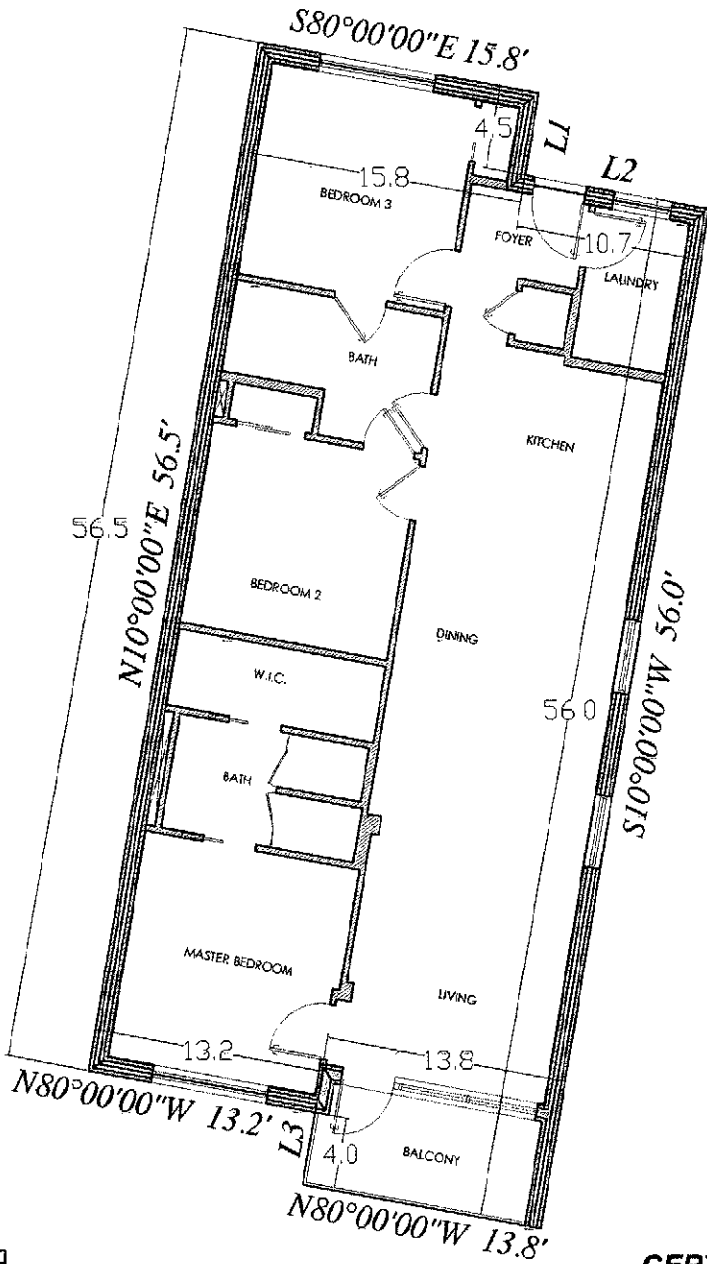 S80°00'00"E 15.8'
4.5
L1
L2
15.8
BEDROOM 3
FOYER
10.7
LAUNDRY
BATH
KITCHEN
56.5
N10°00'00"E 56.5'
BEDROOM 2
DINING
W.I.C.
56.0
S10°00'00"W 56.0'
BATH
MASTER BEDROOM
LIVING
13.2
13.8
N80°00'00"W 13.2'
L3
4.0
BALCONY
N80°00'00"W 13.8'